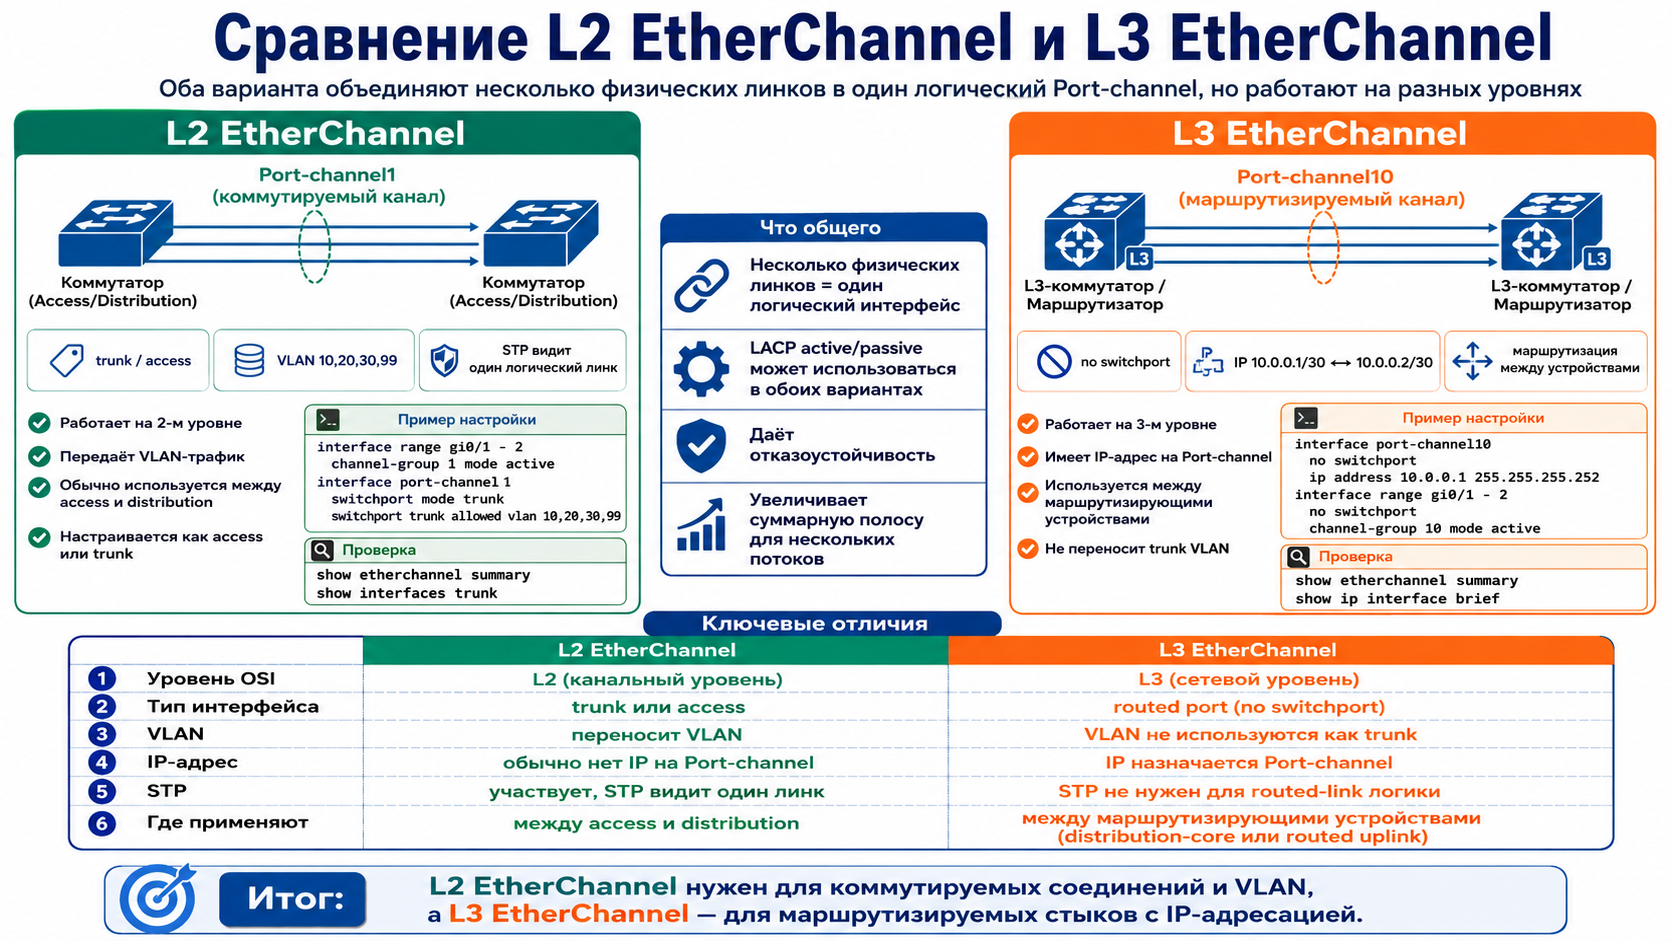 Сравнение L2 EtherChannel и L3 EtherChannel
Оба варианта объединяют несколько физических линков в один логический Port-channel, но работают на разных уровнях
L2 EtherChannel
Port-channel1
(коммутируемый канал)
Коммутатор
(Access/Distribution)
Коммутатор
(Access/Distribution)
trunk / access
VLAN 10,20,30,99
STP видит
один логический линк
Работает на 2-м уровне
Передаёт VLAN-трафик
Обычно используется между
access и distribution
Настраивается как access
или trunk
Пример настройки
interface range gi0/1 - 2
channel-group 1 mode active
interface port-channel 1
switchport mode trunk
switchport trunk allowed vlan 10,20,30,99
Проверка
show etherchannel summary
show interfaces trunk
Что общего
Несколько физических
линков = один
логический интерфейс
LACP active/passive
может использоваться
в обоих вариантах
Даёт
отказоустойчивость
Увеличивает
суммарную полосу
для нескольких
потоков
L3 EtherChannel
Port-channel10
(маршрутизируемый канал)
L3
L3
L3-коммутатор /
Маршрутизатор
L3-коммутатор /
Маршрутизатор
no switchport
IP
IP 10.0.0.1/30 ↔ 10.0.0.2/30
маршрутизация
между устройствами
Работает на 3-м уровне
Имеет IP-адрес на Port-channel
Используется между
маршрутизирующими
устройствами
Не переносит trunk VLAN
Пример настройки
interface port-channel10
no switchport
ip address 10.0.0.1 255.255.255.252
interface range gi0/1 - 2
no switchport
channel-group 10 mode active
Проверка
show etherchannel summary
show ip interface brief
Ключевые отличия
L2 EtherChannel
L3 EtherChannel
1 Уровень OSI L2 (канальный уровень) L3 (сетевой уровень)
2 Тип интерфейса trunk или access routed port (no switchport)
3 VLAN переносит VLAN VLAN не используются как trunk
4 IP-адрес обычно нет IP на Port-channel IP назначается Port-channel
5 STP участвует, STP видит один линк STP не нужен для routed-link логики
6 Где применяют между access и distribution между маршрутизирующими устройствами
(distribution-core или routed uplink)
Итог:
L2 EtherChannel нужен для коммутируемых соединений и VLAN,
а L3 EtherChannel — для маршрутизируемых стыков с IP-адресацией.